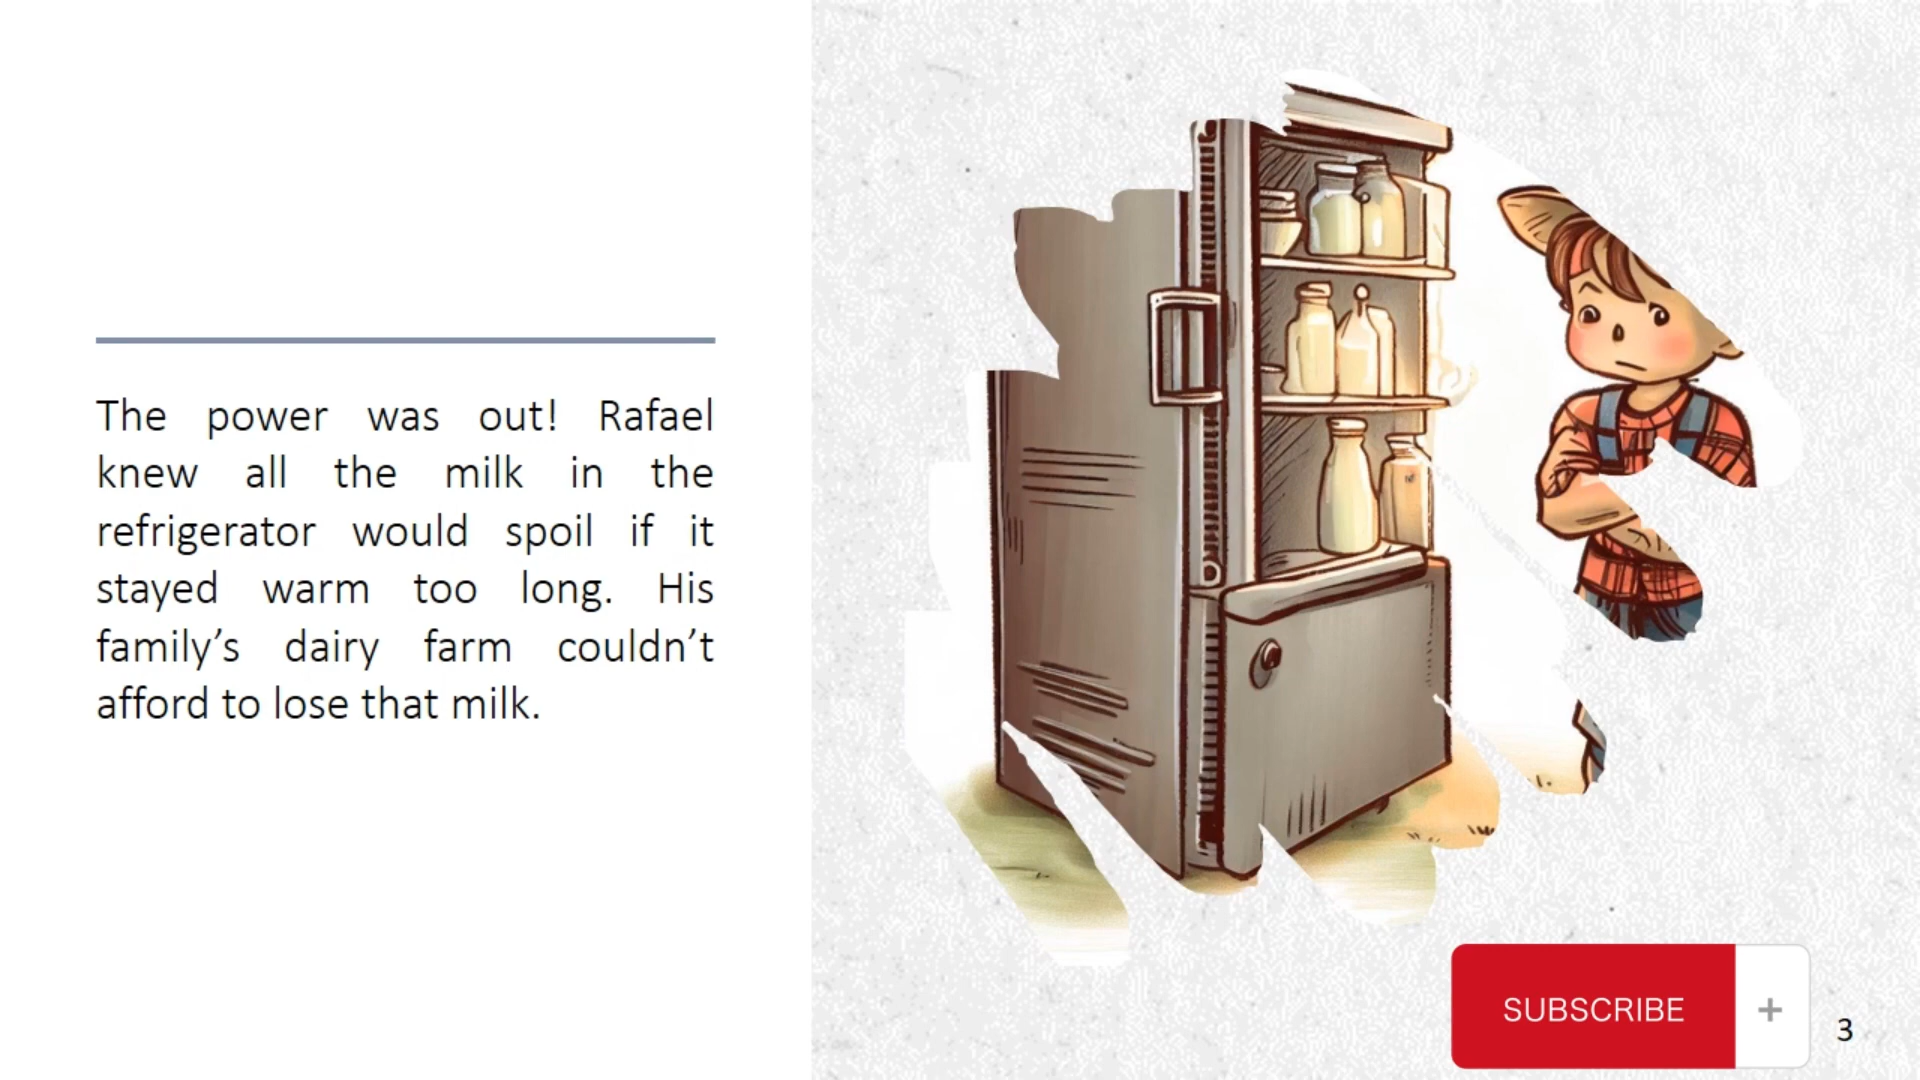 The power was out! Rafael
knew all the milk in the
refrigerator would spoil if it
stayed warm too long. His
family’s dairy farm couldn’t
afford to lose that milk.
SUBSCRIBE +
3